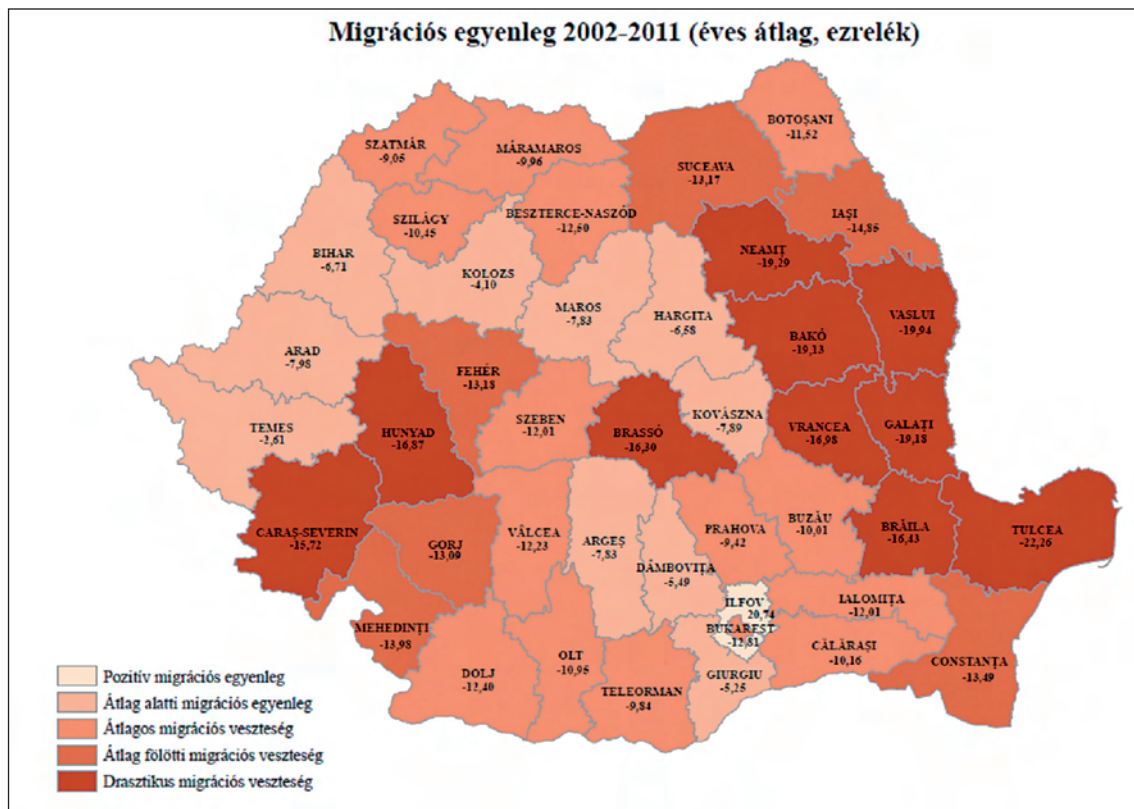 Migrációs egyenleg 2002-2011 (éves átlag, ezrelék)
BOTOȘANI
-11,52
SZATMÁR
-9,05
MÁRAMAROS
-9,96
SUCEAVA
-13,17
SZILÁGY
-10,45
BESZTERCE-NASZÓD
-12,50
IAȘI
-14,85
BIHAR
-6,71
KOLOZS
-4,10
NEAMȚ
-19,29
MAROS
-7,83
HARGITA
-6,58
VASLUI
-19,94
BAKÓ
-19,13
ARAD
-7,98
FEHÉR
-13,18
TEMES
-2,61
HUNYAD
-16,87
SZEBEN
-12,01
BRASSÓ
-16,30
KOVÁSZNA
-7,89
VRANCEA
-16,98
GALAȚI
-19,18
CARAȘ-SEVERIN
-15,72
GORJ
-13,09
VÂLCEA
-12,23
ARGEȘ
-7,83
DÂMBOVIȚA
-5,49
PRAHOVA
-9,42
BUZĂU
-10,01
BRĂILA
-16,43
TULCEA
-22,26
ILFOV
20,74
IALOMIȚA
-12,01
MEHEDINȚI
-13,98
BUKAREST
-12,81
CĂLĂRAȘI
-10,16
CONSTANȚA
-13,49
DOLJ
-12,40
OLT
-10,95
TELEORMAN
-9,84
GIURGIU
-5,25
Pozitív migrációs egyenleg
Átlag alatti migrációs egyenleg
Átlagos migrációs veszteség
Átlag fölötti migrációs veszteség
Drasztikus migrációs veszteség